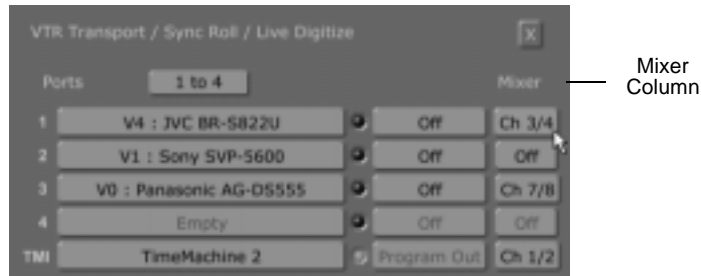 VTR Transport / Sync Roll / Live Digitize X
Ports 1 to 4 Mixer
Mixer Column
1 V4 : JVC BR-S822U Off Ch 3/4
2 V1 : Sony SVP-5600 Off Off
3 V0 : Panasonic AG-DS555 Off Ch 7/8
4 Empty Off Off
TMI TimeMachine 2 Program Out Ch 1/2